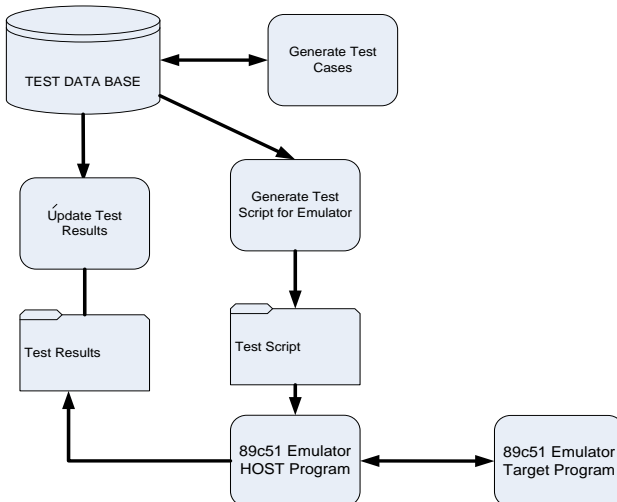 TEST DATA BASE
Generate Test
Cases
Úpdate Test
Results
Generate Test
Script for Emulator
Test Results
Test Script
89c51 Emulator
HOST Program
89c51 Emulator
Target Program